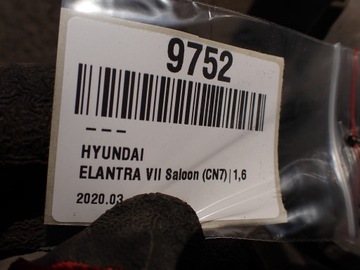 9752
---
HYUNDAI
ELANTRA VII Saloon (CN7)|1,6
2020.03